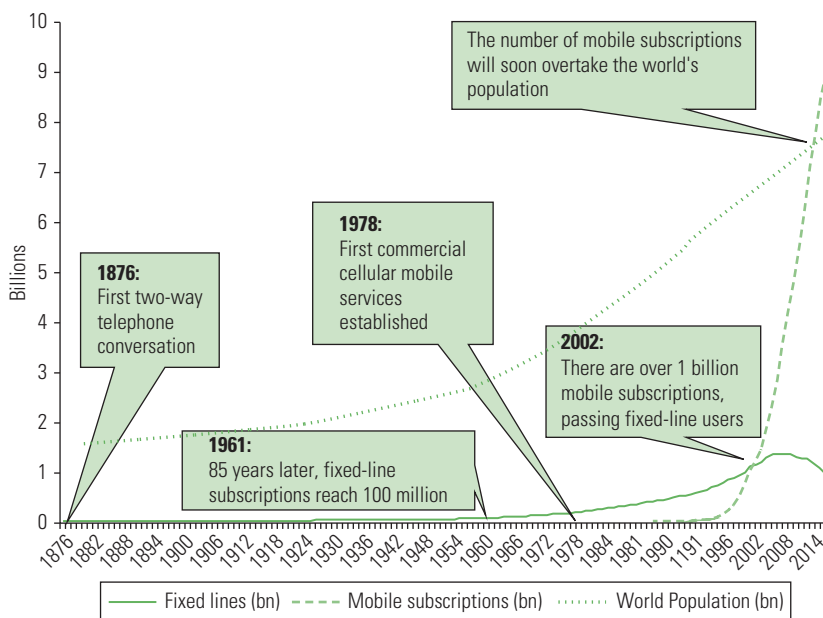 10
9
8
7
6
5
4
3
2
1
0
Billions
The number of mobile subscriptions
will soon overtake the world's
population
1876:
First two-way
telephone
conversation
1978:
First commercial
cellular mobile
services
established
2002:
There are over 1 billion
mobile subscriptions,
passing fixed-line users
1961:
85 years later, fixed-line
subscriptions reach 100 million
1876 1882 1888 1894 1900 1906 1912 1918 1924 1930 1936 1942 1948 1954 1960 1966 1972 1978 1984 1981 1990 1191 1996 2002 2008 2014
Fixed lines (bn) Mobile subscriptions (bn) World Population (bn)